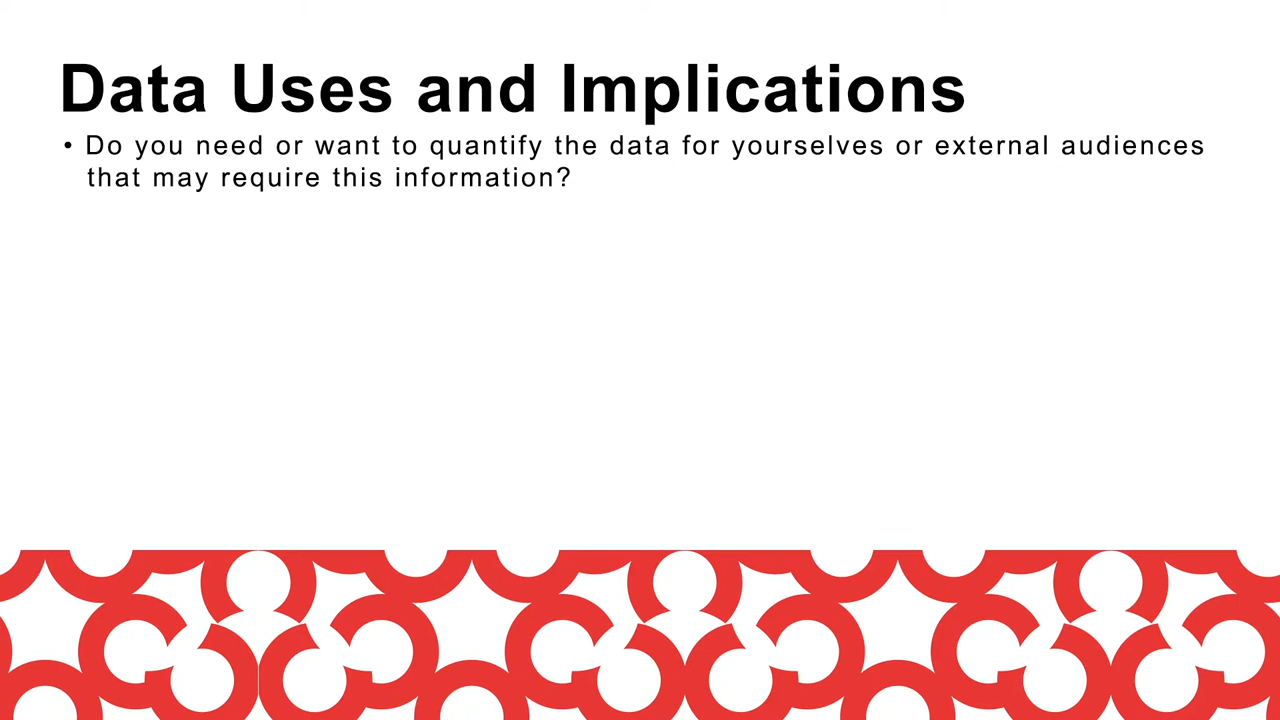 Data Uses and Implications
• Do you need or want to quantify the data for yourselves or external audiences
that may require this information?